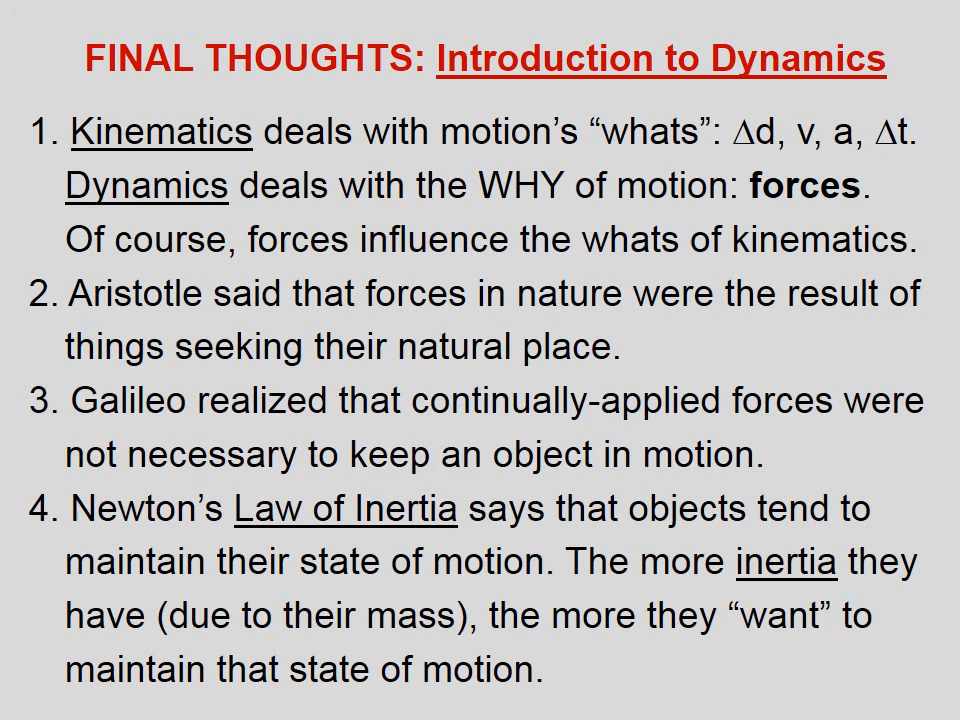 FINAL THOUGHTS: Introduction to Dynamics
1. Kinematics deals with motion’s “whats”: ∆d, v, a, ∆t.
Dynamics deals with the WHY of motion: forces.
Of course, forces influence the whats of kinematics.
2. Aristotle said that forces in nature were the result of
things seeking their natural place.
3. Galileo realized that continually-applied forces were
not necessary to keep an object in motion.
4. Newton’s Law of Inertia says that objects tend to
maintain their state of motion. The more inertia they
have (due to their mass), the more they “want” to
maintain that state of motion.